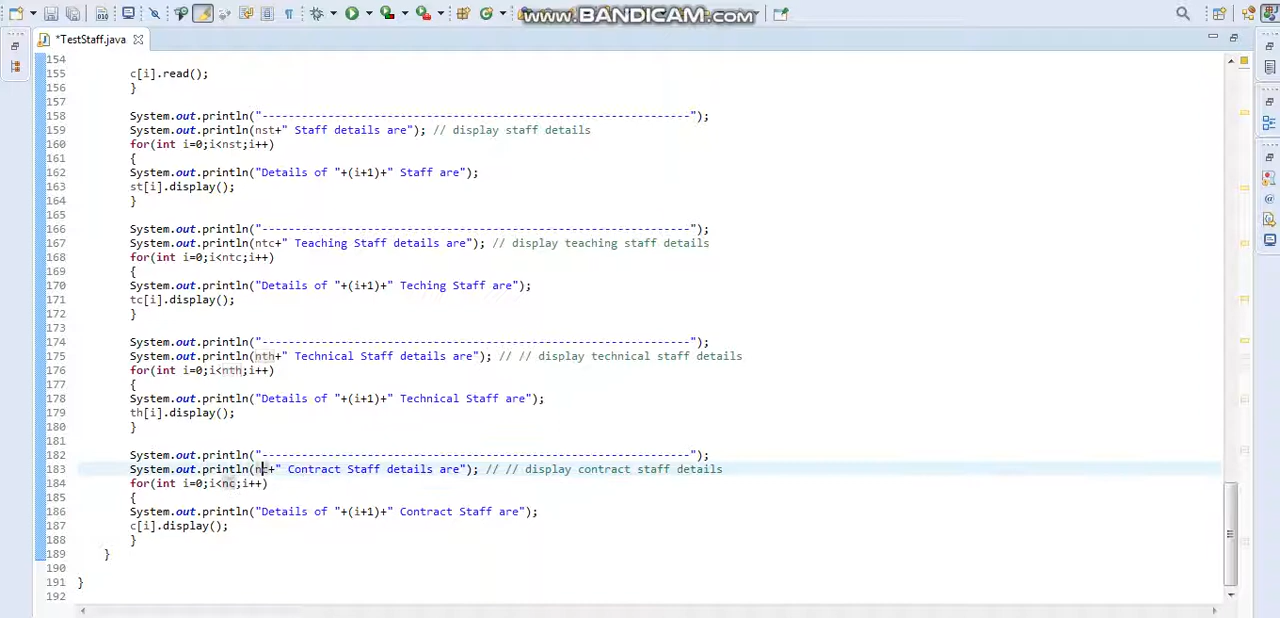 www.BANDICAM.com
*TestStaff.java
154
155 c[i].read();
156 }
157
158 System.out.println("-----------------------------------------------------------------");
159 System.out.println(nst+" Staff details are"); // display staff details
160 for(int i=0;i<nst;i++)
161 {
162 System.out.println("Details of "+(i+1)+" Staff are");
163 st[i].display();
164 }
165
166 System.out.println("-----------------------------------------------------------------");
167 System.out.println(ntc+" Teaching Staff details are"); // display teaching staff details
168 for(int i=0;i<ntc;i++)
169 {
170 System.out.println("Details of "+(i+1)+" Teching Staff are");
171 tc[i].display();
172 }
173
174 System.out.println("-----------------------------------------------------------------");
175 System.out.println(nth+" Technical Staff details are"); // // display technical staff details
176 for(int i=0;i<nth;i++)
177 {
178 System.out.println("Details of "+(i+1)+" Technical Staff are");
179 th[i].display();
180 }
181
182 System.out.println("-----------------------------------------------------------------");
183 System.out.println(nc+" Contract Staff details are"); // // display contract staff details
184 for(int i=0;i<nc;i++)
185 {
186 System.out.println("Details of "+(i+1)+" Contract Staff are");
187 c[i].display();
188 }
189 }
190
191 }
192